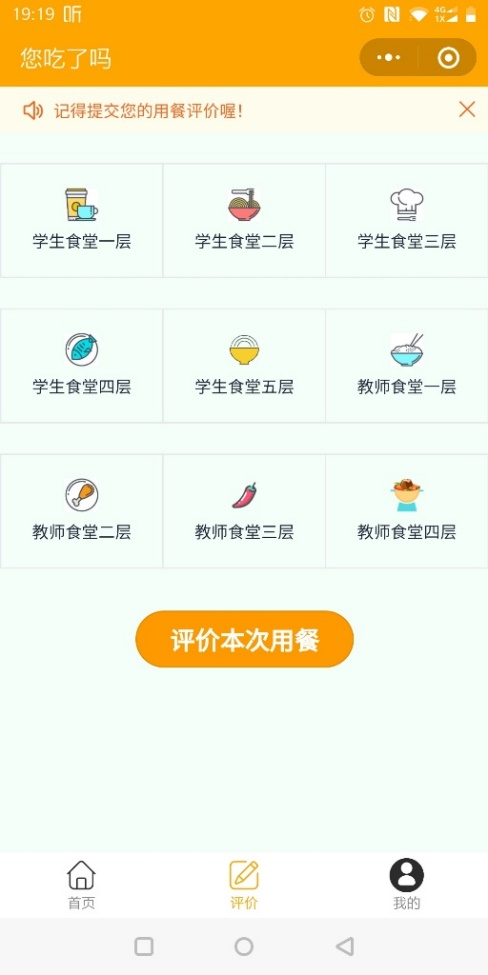 19:19 听
4G
1X
您吃了吗
记得提交您的用餐评价喔!
学生食堂一层 学生食堂二层 学生食堂三层
学生食堂四层 学生食堂五层 教师食堂一层
教师食堂二层 教师食堂三层 教师食堂四层
评价本次用餐
首页 评价 我的